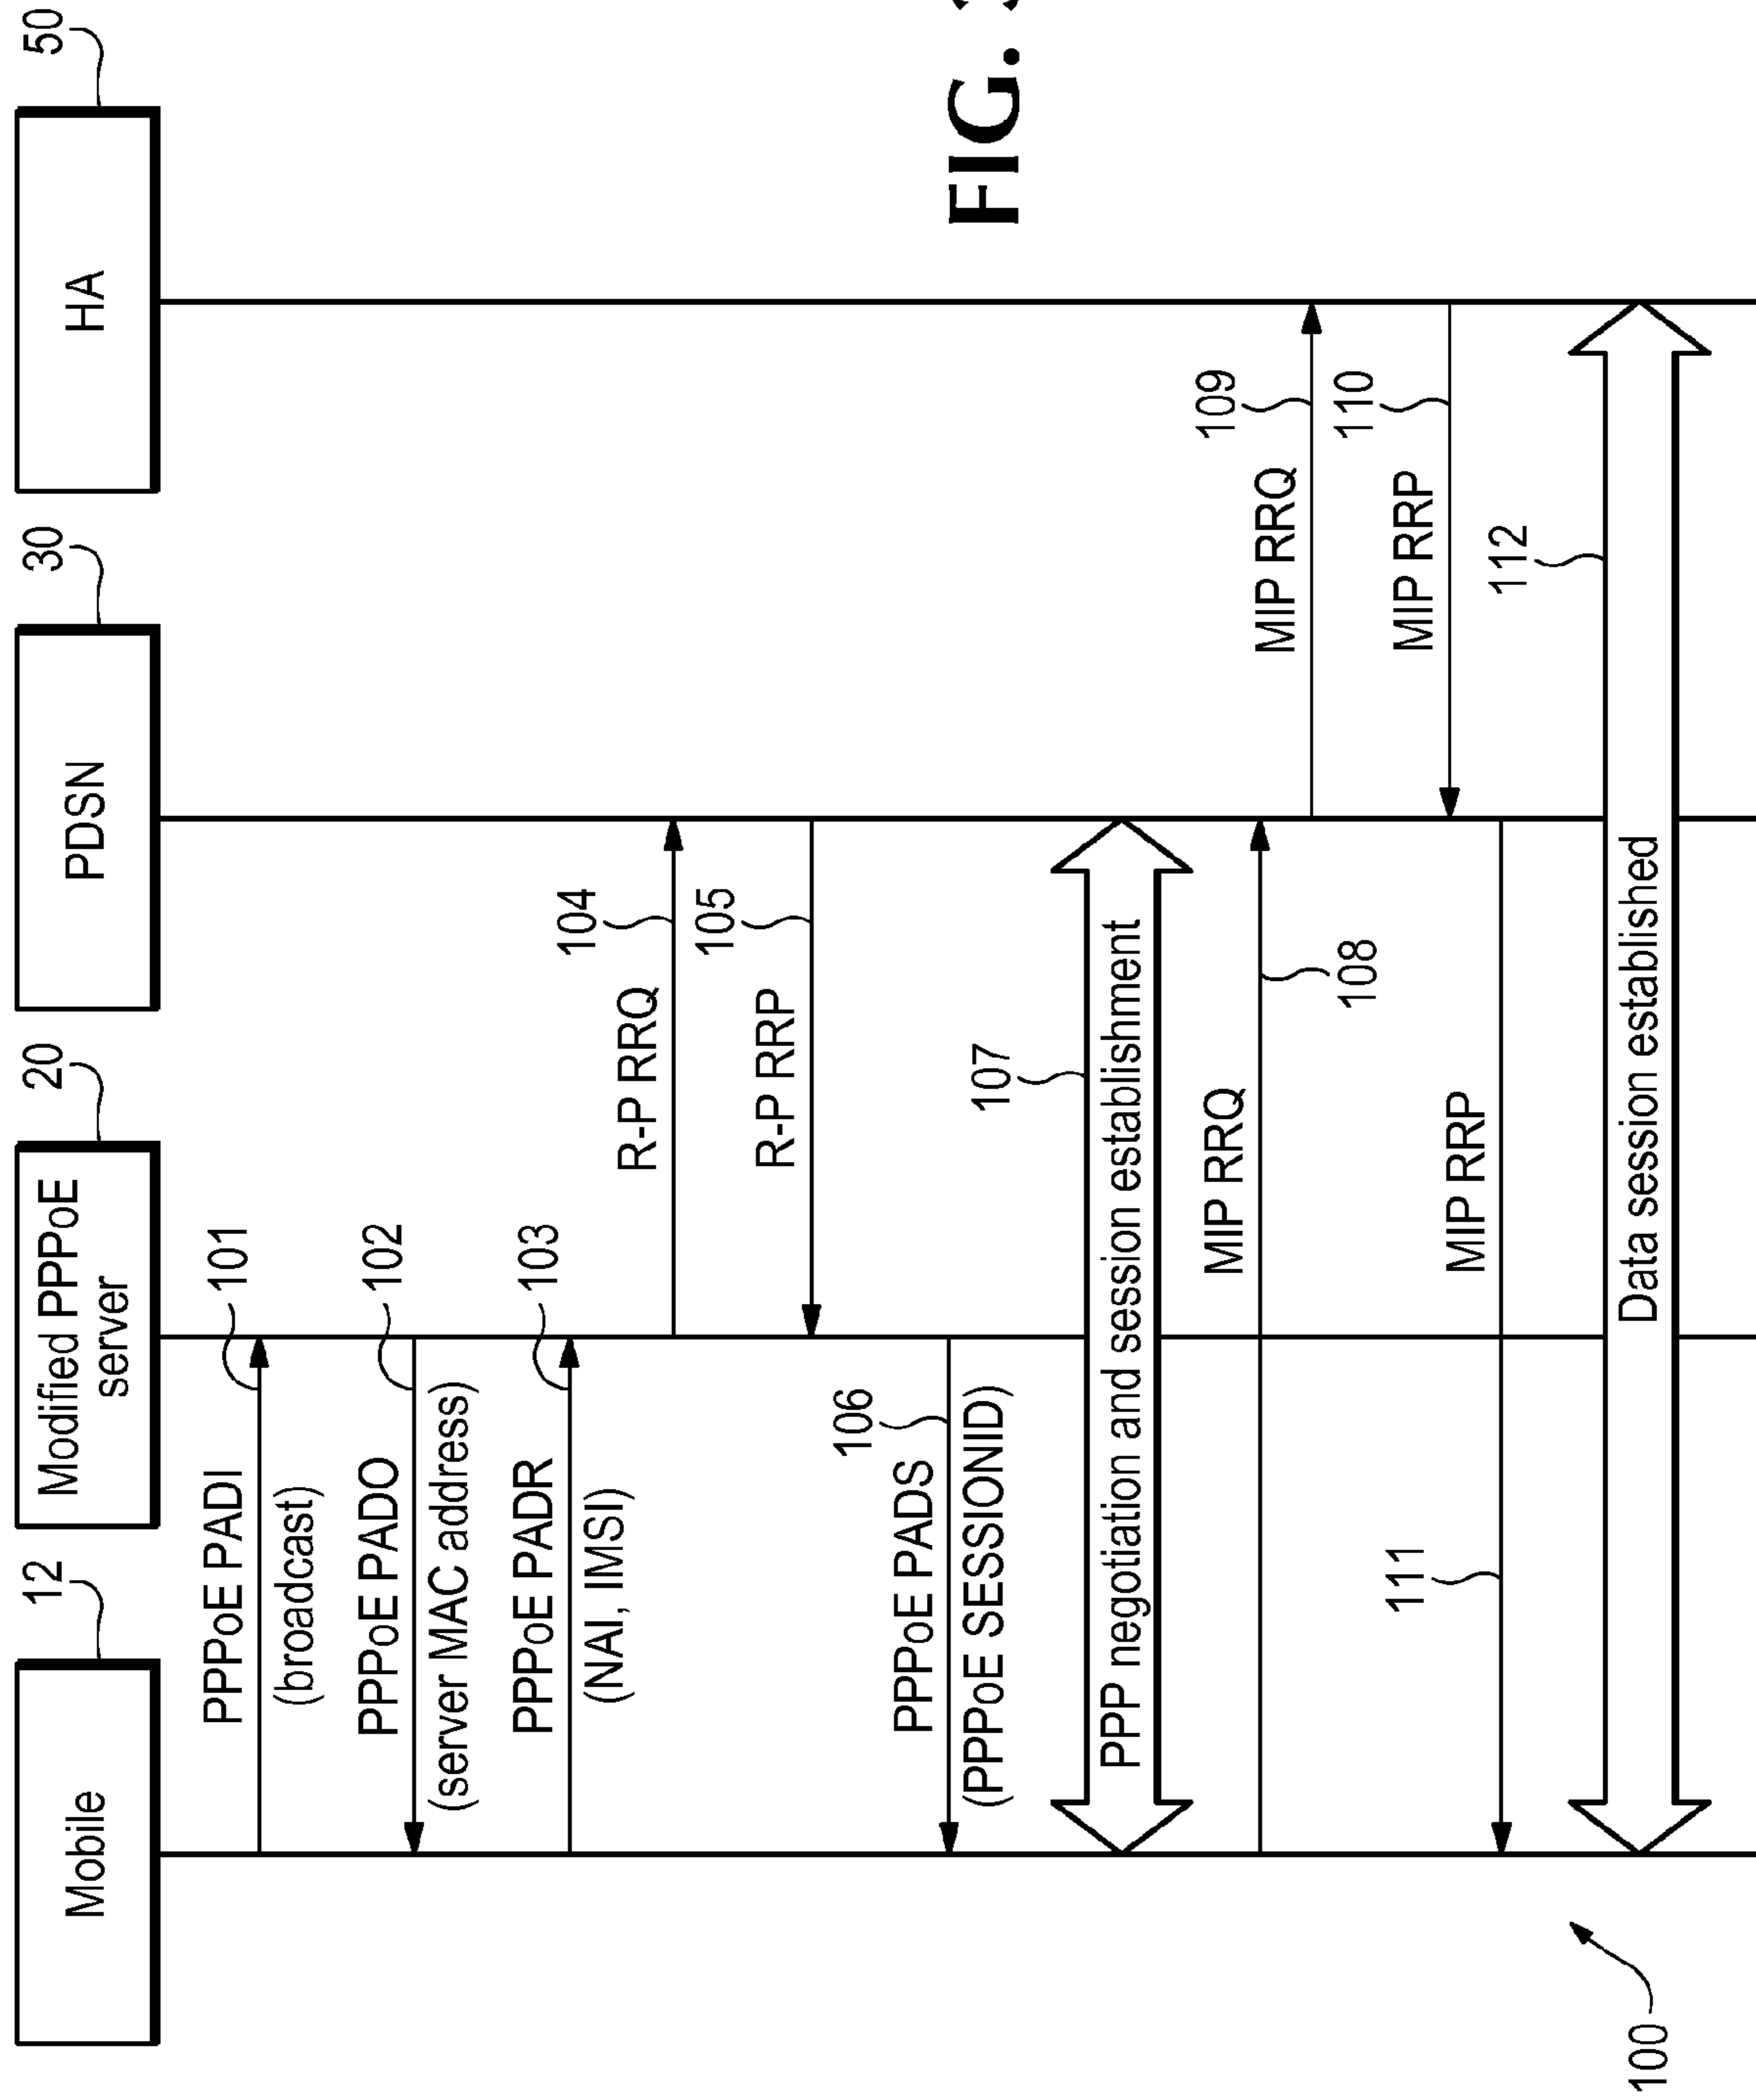 12
20
30
50
Mobile
Modified PPPoE
server
PDSN
HA
PPPoE PADI
101
(broadcast)
PPPoE PADO
102
(server MAC address)
PPPoE PADR
103
(NAI, IMSI)
R-P RRQ
104
R-P RRP
105
PPPoE PADS
106
(PPPoE SESSIONID)
107
PPP negotiation and session establishment
MIP RRQ
108
MIP RRQ
109
MIP RRP
110
111
MIP RRP
112
Data session established
100
FIG.